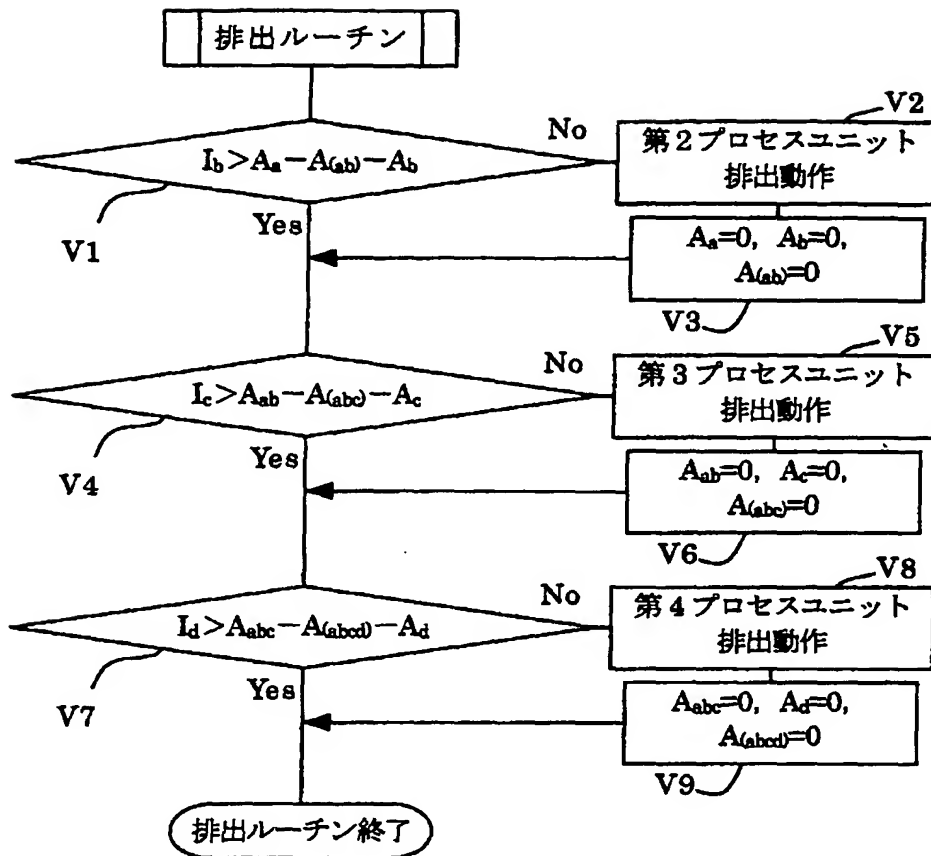 排出ルーチン
V2
No
第2プロセスユニット
排出動作
I_b>A_a−A_(ab)−A_b
V1
Yes
A_a=0, A_b=0,
A_(ab)=0
V3
V5
No
第3プロセスユニット
排出動作
I_c>A_ab−A_(abc)−A_c
V4
Yes
A_ab=0, A_c=0,
A_(abc)=0
V6
V8
No
第4プロセスユニット
排出動作
I_d>A_abc−A_(abcd)−A_d
V7
Yes
A_abc=0, A_d=0,
A_(abcd)=0
V9
排出ルーチン終了